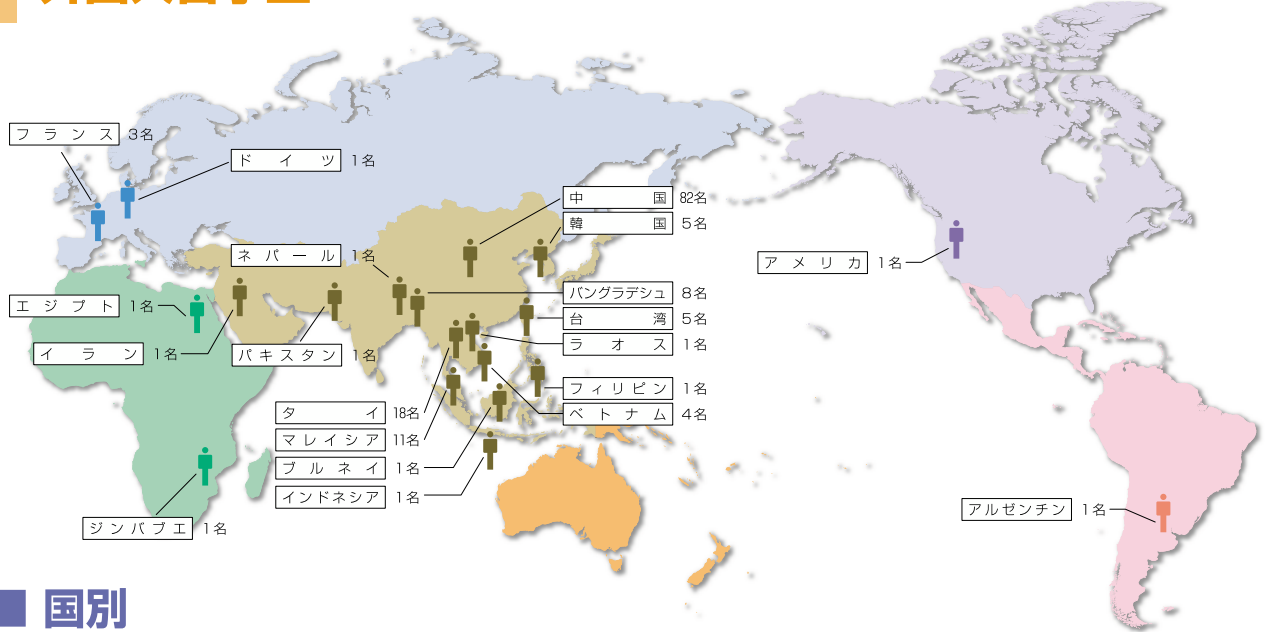 フランス 3名
ドイツ 1名
中国 82名
韓国 5名
ネパール 1名
アメリカ 1名
バングラデシュ 8名
エジプト 1名
台湾 5名
ラオス 1名
イラン 1名
パキスタン 1名
フィリピン 1名
タイ 18名
ベトナム 4名
マレイシア 11名
ブルネイ 1名
インドネシア 1名
アルゼンチン 1名
ジンバブエ 1名
国別